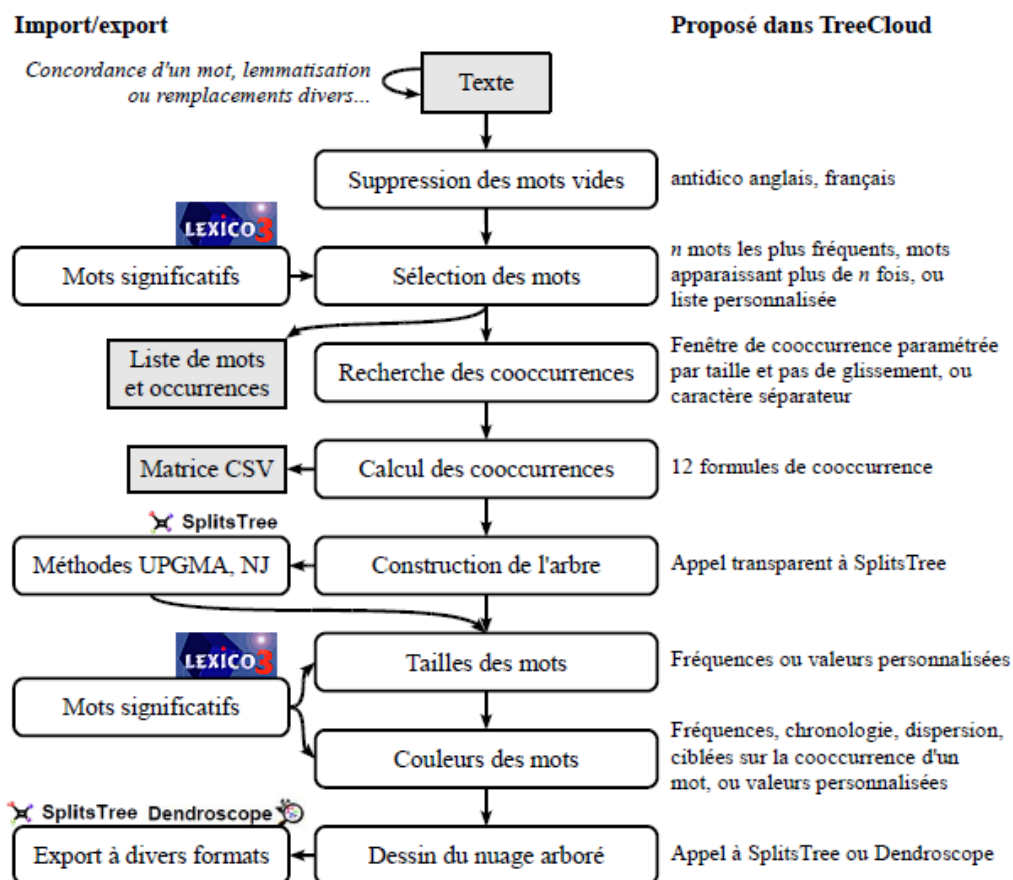 Import/export
Proposé dans TreeCloud
Concordance d'un mot, lemmatisation
ou remplacements divers...
Texte
Suppression des mots vides
antidico anglais, français
LEXICO3
Mots significatifs
Sélection des mots
n mots les plus fréquents, mots
apparaissant plus de n fois, ou
liste personnalisée
Liste de mots
et occurrences
Recherche des cooccurrences
Fenêtre de cooccurrence paramétrée
par taille et pas de glissement, ou
caractère séparateur
Matrice CSV
Calcul des cooccurrences
12 formules de cooccurrence
SplitsTree
Méthodes UPGMA, NJ
Construction de l'arbre
Appel transparent à SplitsTree
LEXICO3
Mots significatifs
Tailles des mots
Fréquences ou valeurs personnalisées
Couleurs des mots
Fréquences, chronologie, dispersion,
ciblées sur la cooccurrence d'un
mot, ou valeurs personnalisées
SplitsTree Dendroscope
Export à divers formats
Dessin du nuage arboré
Appel à SplitsTree ou Dendroscope